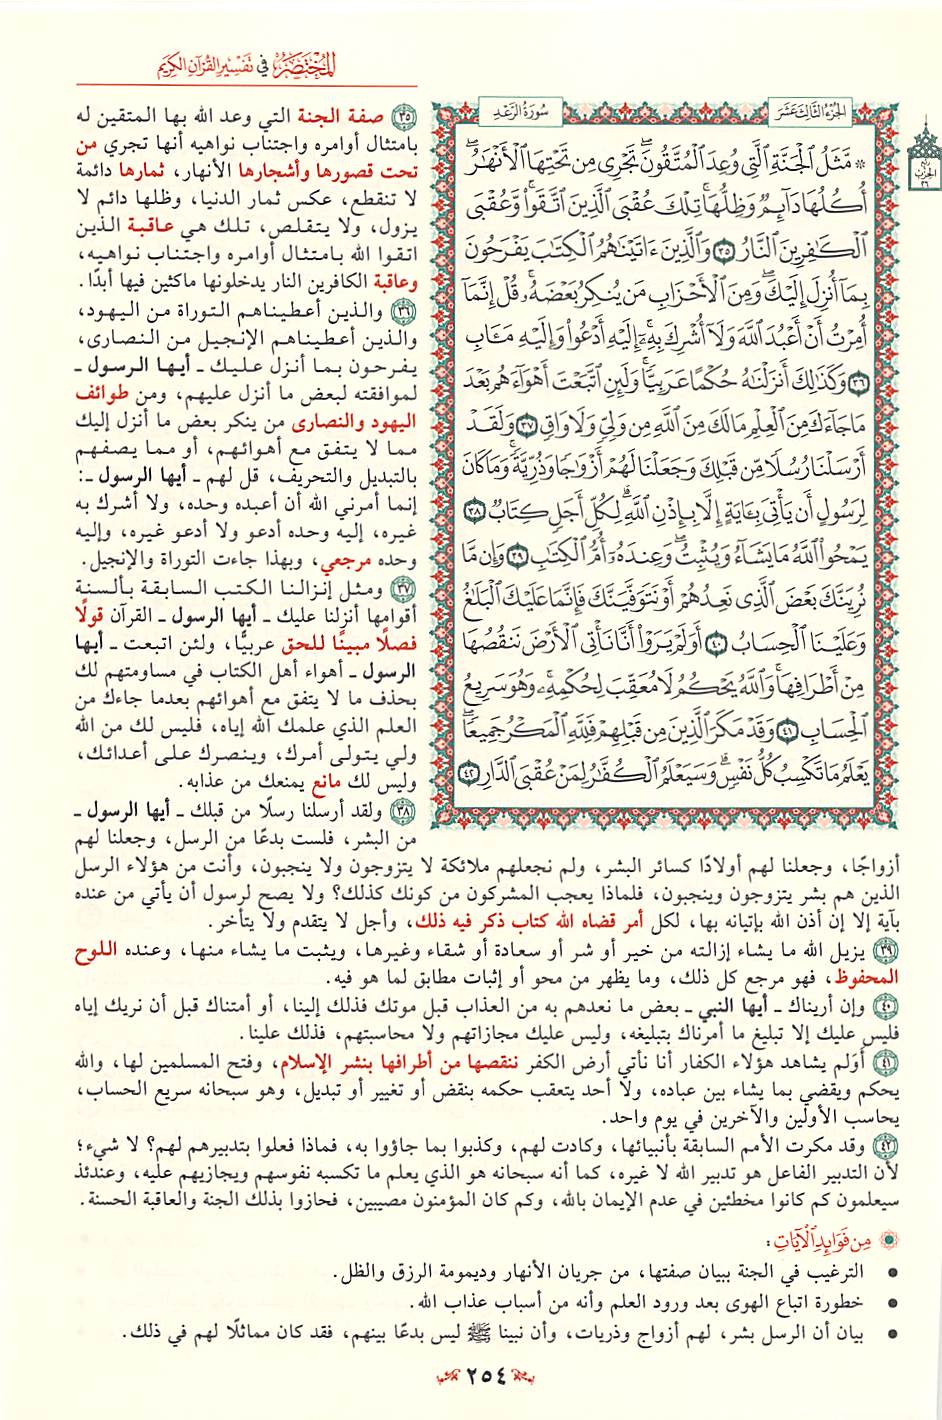 المُخْتَصَرُ فِي تَفْسِيرِ القُرْآنِ الكَرِيمِ
الجُزْءُ الثَّالِثَ عَشَرَ
سُورَةُ الرَّعْدِ
رُبع الحِزْب ٢٦
۞ مَّثَلُ ٱلْجَنَّةِ ٱلَّتِي وُعِدَ ٱلْمُتَّقُونَۖ تَجْرِي مِن تَحْتِهَا ٱلْأَنْهَٰرُۖ
أُكُلُهَا دَآئِمٌ وَظِلُّهَاۚ تِلْكَ عُقْبَى ٱلَّذِينَ ٱتَّقَوا۟ۖ وَّعُقْبَى
ٱلْكَٰفِرِينَ ٱلنَّارُ ٣٥ وَٱلَّذِينَ ءَاتَيْنَٰهُمُ ٱلْكِتَٰبَ يَفْرَحُونَ
بِمَآ أُنزِلَ إِلَيْكَۖ وَمِنَ ٱلْأَحْزَابِ مَن يُنكِرُ بَعْضَهُۥۚ قُلْ إِنَّمَآ
أُمِرْتُ أَنْ أَعْبُدَ ٱللَّهَ وَلَآ أُشْرِكَ بِهِۦٓۚ إِلَيْهِ أَدْعُوا۟ وَإِلَيْهِ مَـَٔابِ
٣٦ وَكَذَٰلِكَ أَنزَلْنَٰهُ حُكْمًا عَرَبِيًّاۚ وَلَئِنِ ٱتَّبَعْتَ أَهْوَآءَهُم بَعْدَ
مَا جَآءَكَ مِنَ ٱلْعِلْمِ مَا لَكَ مِنَ ٱللَّهِ مِن وَلِيٍّ وَلَا وَاقٍ ٣٧ وَلَقَدْ
أَرْسَلْنَا رُسُلًا مِّن قَبْلِكَ وَجَعَلْنَا لَهُمْ أَزْوَٰجًا وَذُرِّيَّةًۚ وَمَا كَانَ
لِرَسُولٍ أَن يَأْتِيَ بِـَٔايَةٍ إِلَّا بِإِذْنِ ٱللَّهِۗ لِكُلِّ أَجَلٍ كِتَابٌ ٣٨
يَمْحُوا۟ ٱللَّهُ مَا يَشَآءُ وَيُثْبِتُۖ وَعِندَهُۥٓ أُمُّ ٱلْكِتَٰبِ ٣٩ وَإِن مَّا
نُرِيَنَّكَ بَعْضَ ٱلَّذِي نَعِدُهُمْ أَوْ نَتَوَفَّيَنَّكَ فَإِنَّمَا عَلَيْكَ ٱلْبَلَٰغُ
وَعَلَيْنَا ٱلْحِسَابُ ٤٠ أَوَلَمْ يَرَوْا۟ أَنَّا نَأْتِي ٱلْأَرْضَ نَنقُصُهَا
مِنْ أَطْرَافِهَاۚ وَٱللَّهُ يَحْكُمُ لَا مُعَقِّبَ لِحُكْمِهِۦۚ وَهُوَ سَرِيعُ
ٱلْحِسَابِ ٤١ وَقَدْ مَكَرَ ٱلَّذِينَ مِن قَبْلِهِمْ فَلِلَّهِ ٱلْمَكْرُ جَمِيعًاۖ
يَعْلَمُ مَا تَكْسِبُ كُلُّ نَفْسٍۗ وَسَيَعْلَمُ ٱلْكُفَّٰرُ لِمَنْ عُقْبَى ٱلدَّارِ ٤٢
٣٥ صفة الجنة التي وعد الله بها المتقين له
بامتثال أوامره واجتناب نواهيه أنها تجري من
تحت قصورها وأشجارها الأنهار، ثمارها دائمة
لا تنقطع، عكس ثمار الدنيا، وظلها دائم لا
يزول، ولا يتقلص، تلك هي عاقبة الذين
اتقوا الله بامتثال أوامره واجتناب نواهيه،
وعاقبة الكافرين النار يدخلونها ماكثين فيها أبدًا.
٣٦ والذين أعطيناهم التوراة من اليهود،
والذين أعطيناهم الإنجيل من النصارى،
يفرحون بما أنزل عليك ـ أيها الرسول ـ
لموافقته لبعض ما أنزل عليهم، ومن طوائف
اليهود والنصارى من ينكر بعض ما أنزل إليك
مما لا يتفق مع أهوائهم، أو مما يصفهم
بالتبديل والتحريف، قل لهم ـ أيها الرسول ـ:
إنما أمرني الله أن أعبده وحده، ولا أشرك به
غيره، إليه وحده أدعو ولا أدعو غيره، وإليه
وحده مرجعي، وبهذا جاءت التوراة والإنجيل.
٣٧ ومثل إنزالنا الكتب السابقة بألسنة
أقوامها أنزلنا عليك ـ أيها الرسول ـ القرآن قولًا
فصلًا مبينًا للحق عربيًّا، ولئن اتبعت ـ أيها
الرسول ـ أهواء أهل الكتاب في مساومتهم لك
بحذف ما لا يتفق مع أهوائهم بعدما جاءك من
العلم الذي علمك الله إياه، فليس لك من الله
ولي يتولى أمرك، وينصرك على أعدائك،
وليس لك مانع يمنعك من عذابه.
٣٨ ولقد أرسلنا رسلًا من قبلك ـ أيها الرسول ـ
من البشر، فلست بدعًا من الرسل، وجعلنا لهم
أزواجًا، وجعلنا لهم أولادًا كسائر البشر، ولم نجعلهم ملائكة لا يتزوجون ولا ينجبون، وأنت من هؤلاء الرسل
الذين هم بشر يتزوجون وينجبون، فلماذا يعجب المشركون من كونك كذلك؟ ولا يصح لرسول أن يأتي من عنده
بآية إلا إن أذن الله بإتيانه بها، لكل أمر قضاه الله كتاب ذكر فيه ذلك، وأجل لا يتقدم ولا يتأخر.
٣٩ يزيل الله ما يشاء إزالته من خير أو شر أو سعادة أو شقاء وغيرها، ويثبت ما يشاء منها، وعنده اللوح
المحفوظ، فهو مرجع كل ذلك، وما يظهر من محو أو إثبات مطابق لما هو فيه.
٤٠ وإن أريناك ـ أيها النبي ـ بعض ما نعدهم به من العذاب قبل موتك فذلك إلينا، أو أمتناك قبل أن نريك إياه
فليس عليك إلا تبليغ ما أمرناك بتبليغه، وليس عليك مجازاتهم ولا محاسبتهم، فذلك علينا.
٤١ أوَلم يشاهد هؤلاء الكفار أنا نأتي أرض الكفر ننقصها من أطرافها بنشر الإسلام، وفتح المسلمين لها، والله
يحكم ويقضي بما يشاء بين عباده، ولا أحد يتعقب حكمه بنقض أو تغيير أو تبديل، وهو سبحانه سريع الحساب،
يحاسب الأولين والآخرين في يوم واحد.
٤٢ وقد مكرت الأمم السابقة بأنبيائها، وكادت لهم، وكذبوا بما جاؤوا به، فماذا فعلوا بتدبيرهم لهم؟ لا شيء؛
لأن التدبير الفاعل هو تدبير الله لا غيره، كما أنه سبحانه هو الذي يعلم ما تكسبه نفوسهم ويجازيهم عليه، وعندئذ
سيعلمون كم كانوا مخطئين في عدم الإيمان بالله، وكم كان المؤمنون مصيبين، فحازوا بذلك الجنة والعاقبة الحسنة.
مِن فَوَائِدِ الآيَاتِ:
• الترغيب في الجنة ببيان صفتها، من جريان الأنهار وديمومة الرزق والظل.
• خطورة اتباع الهوى بعد ورود العلم وأنه من أسباب عذاب الله.
• بيان أن الرسل بشر، لهم أزواج وذريات، وأن نبينا ﷺ ليس بدعًا بينهم، فقد كان مماثلًا لهم في ذلك.
٢٥٤